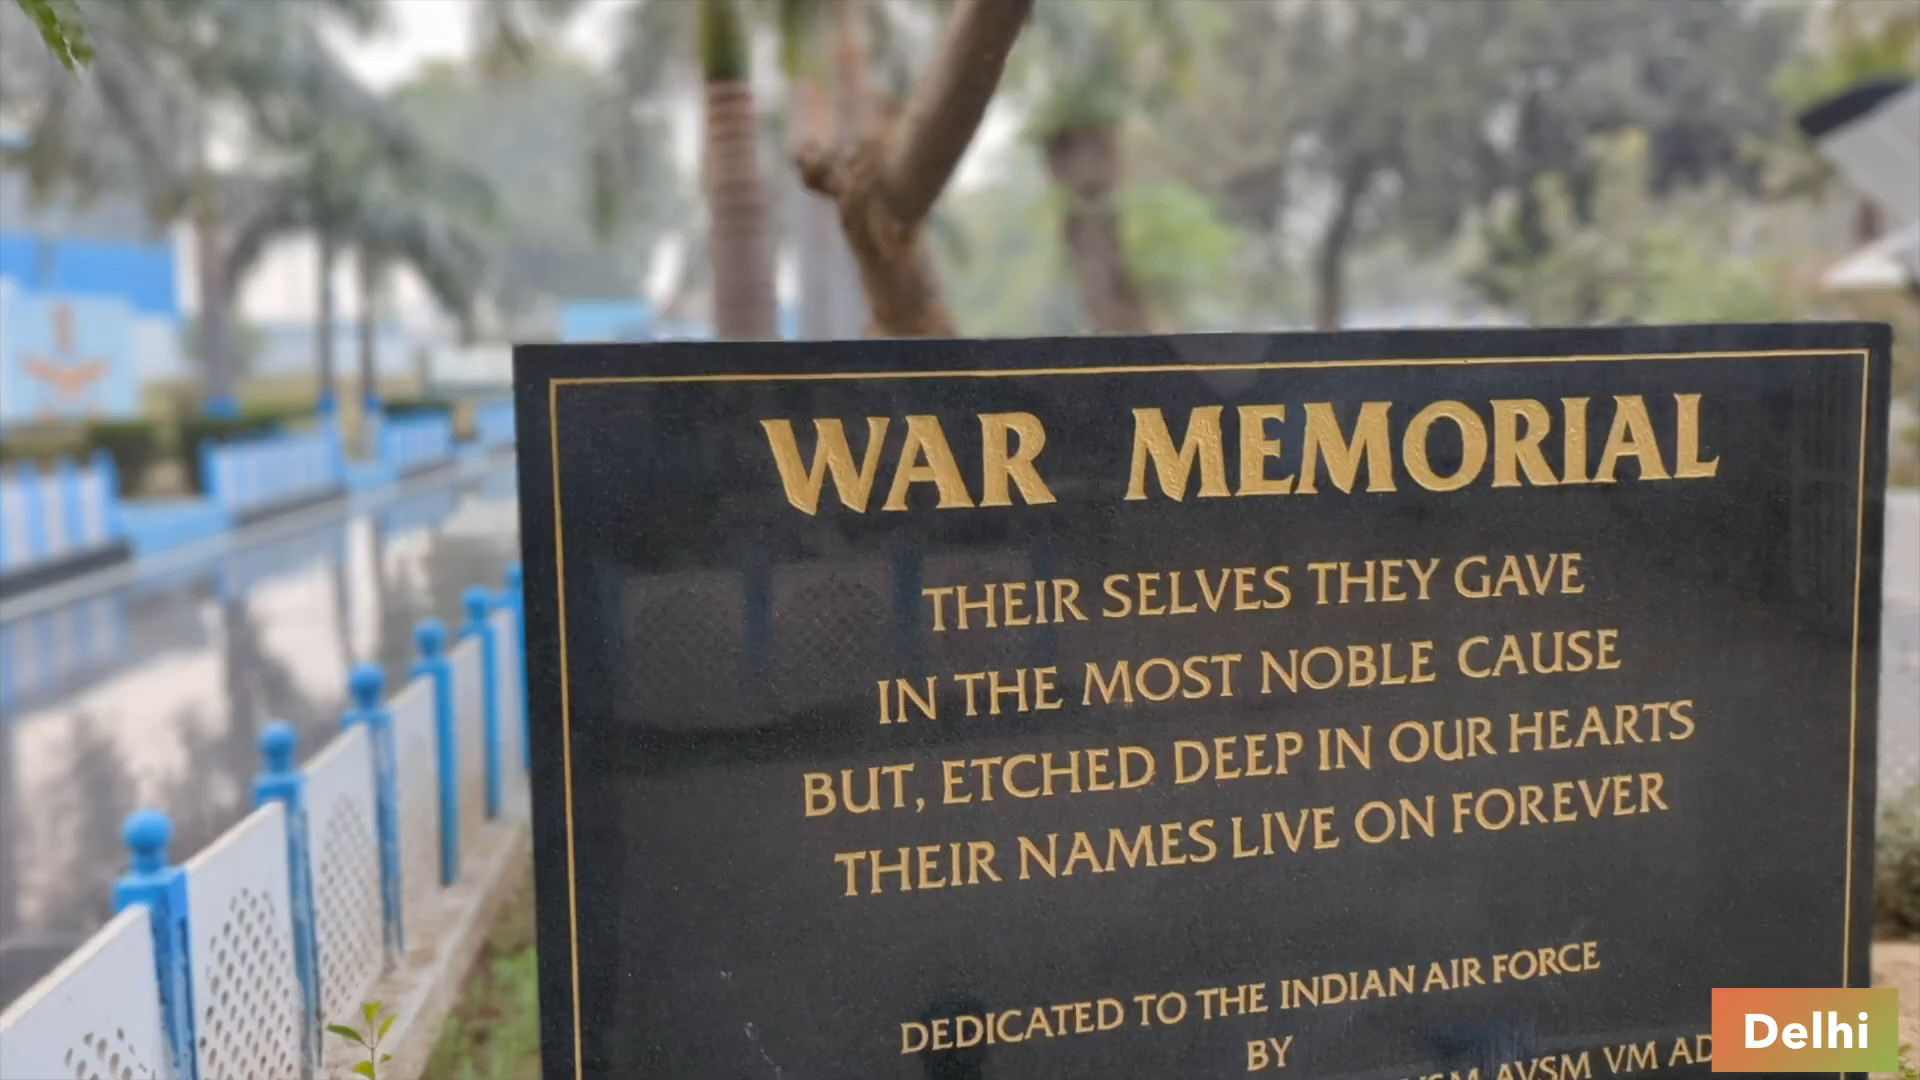 WAR MEMORIAL
THEIR SELVES THEY GAVE
IN THE MOST NOBLE CAUSE
BUT, ETCHED DEEP IN OUR HEARTS
THEIR NAMES LIVE ON FOREVER
DEDICATED TO THE INDIAN AIR FORCE
BY
AVSM VM
Delhi